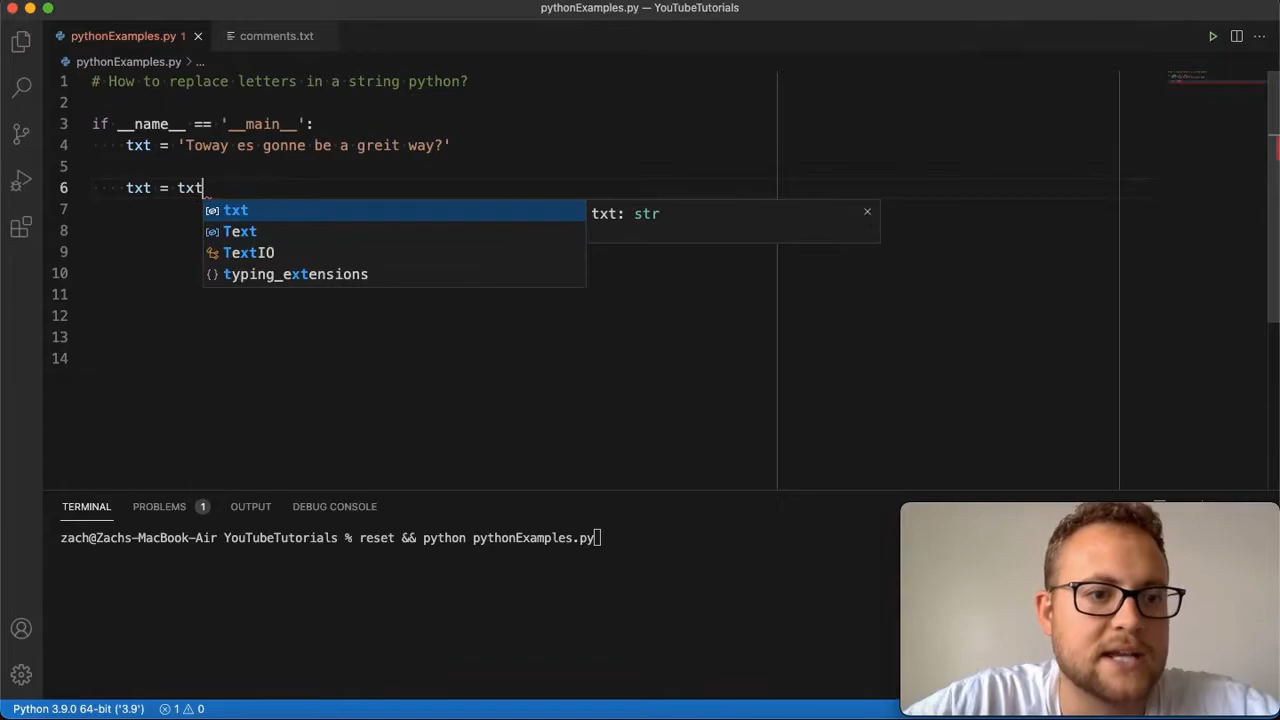 pythonExamples.py — YouTubeTutorials
pythonExamples.py 1
comments.txt
pythonExamples.py > ...
1 # How to replace letters in a string python?
2
3 if __name__ == '__main__':
4 txt = 'Toway es gonne be a greit way?'
5
6 txt = txt
7
8
9
10
11
12
13
14
txt
Text
TextIO
typing_extensions
txt: str
TERMINAL PROBLEMS 1 OUTPUT DEBUG CONSOLE
zach@Zachs-MacBook-Air YouTubeTutorials % reset && python pythonExamples.py
Python 3.9.0 64-bit ('3.9') 1 0